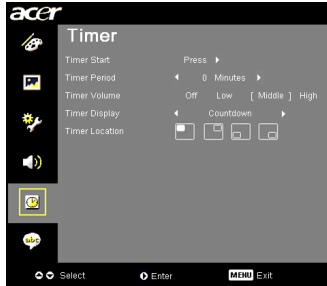 acer
Timer
Timer Start Press
Timer Period 0 Minutes
Timer Volume Off Low [ Middle ] High
Timer Display Countdown
Timer Location
abc
Select Enter MENU Exit